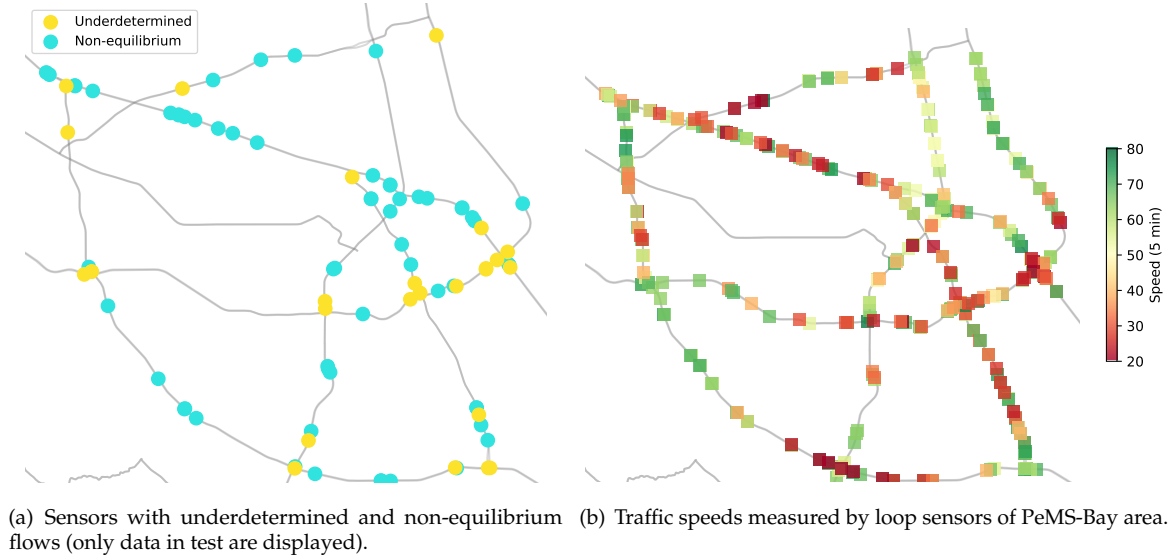 Underdetermined
Non-equilibrium
80
70
60
50
40
30
20
Speed (5 min)
(a) Sensors with underdetermined and non-equilibrium
flows (only data in test are displayed).
(b) Traffic speeds measured by loop sensors of PeMS-Bay area.